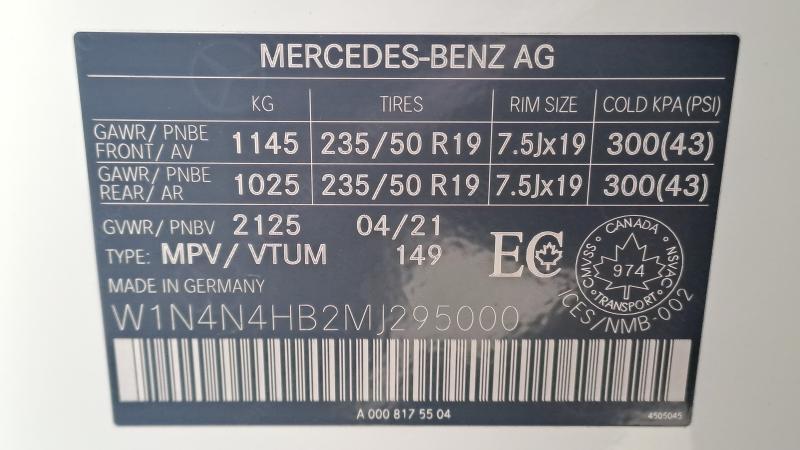 MERCEDES-BENZ AG
KG TIRES RIM SIZE COLD KPA (PSI)
GAWR/ PNBE
FRONT/ AV 1145 235/50 R19 7.5Jx19 300(43)
GAWR/ PNBE
REAR/ AR 1025 235/50 R19 7.5Jx19 300(43)
GVWR/ PNBV 2125 04/21
TYPE: MPV/ VTUM 149
EC
CANADA
CMVSS NSVAC
974
TRANSPORT
ICES/NMB-002
MADE IN GERMANY
W1N4N4HB2MJ295000
A 000 817 55 04
4505045